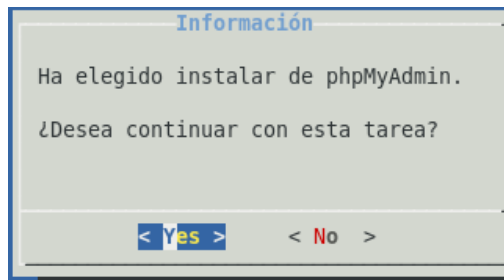 Información
Ha elegido instalar de phpMyAdmin.
¿Desea continuar con esta tarea?
< Yes > < No >